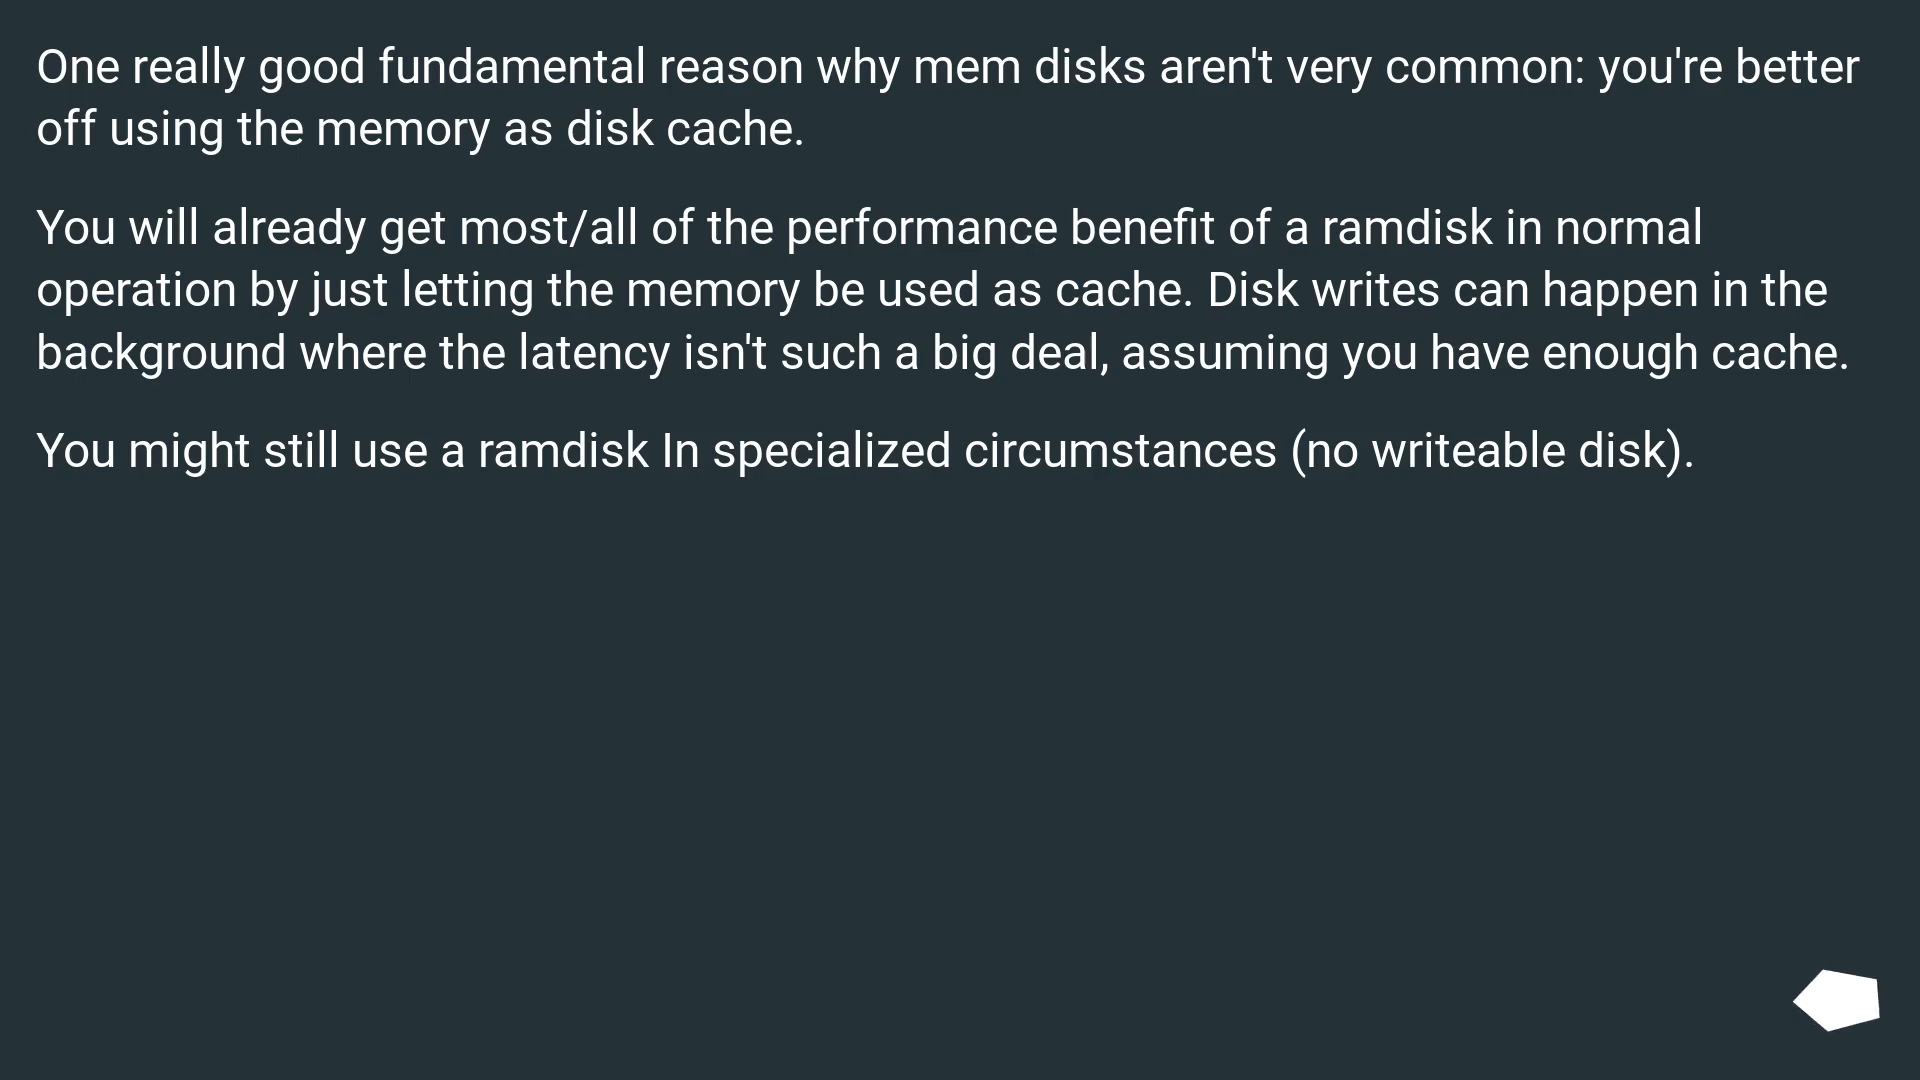 One really good fundamental reason why mem disks aren't very common: you're better
off using the memory as disk cache.
You will already get most/all of the performance benefit of a ramdisk in normal
operation by just letting the memory be used as cache. Disk writes can happen in the
background where the latency isn't such a big deal, assuming you have enough cache.
You might still use a ramdisk In specialized circumstances (no writeable disk).